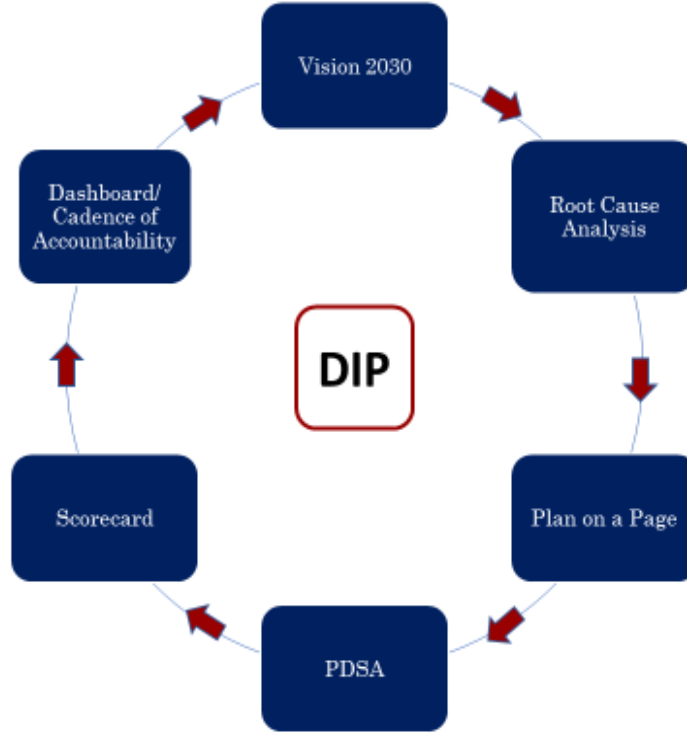 Vision 2030
Root Cause
Analysis
Plan on a Page
PDSA
Scorecard
Dashboard/
Cadence of
Accountability
DIP